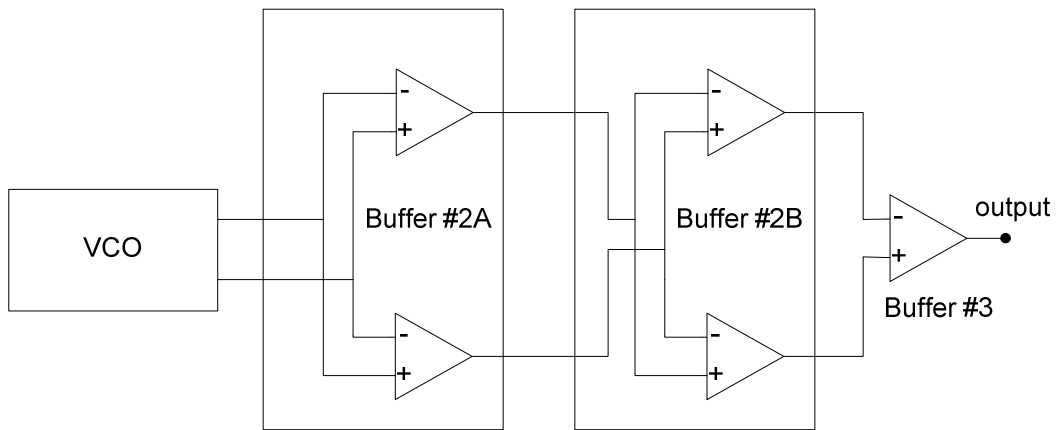 -
+
-
+
VCO
Buffer #2A
Buffer #2B
-
+
output
Buffer #3
-
+
-
+